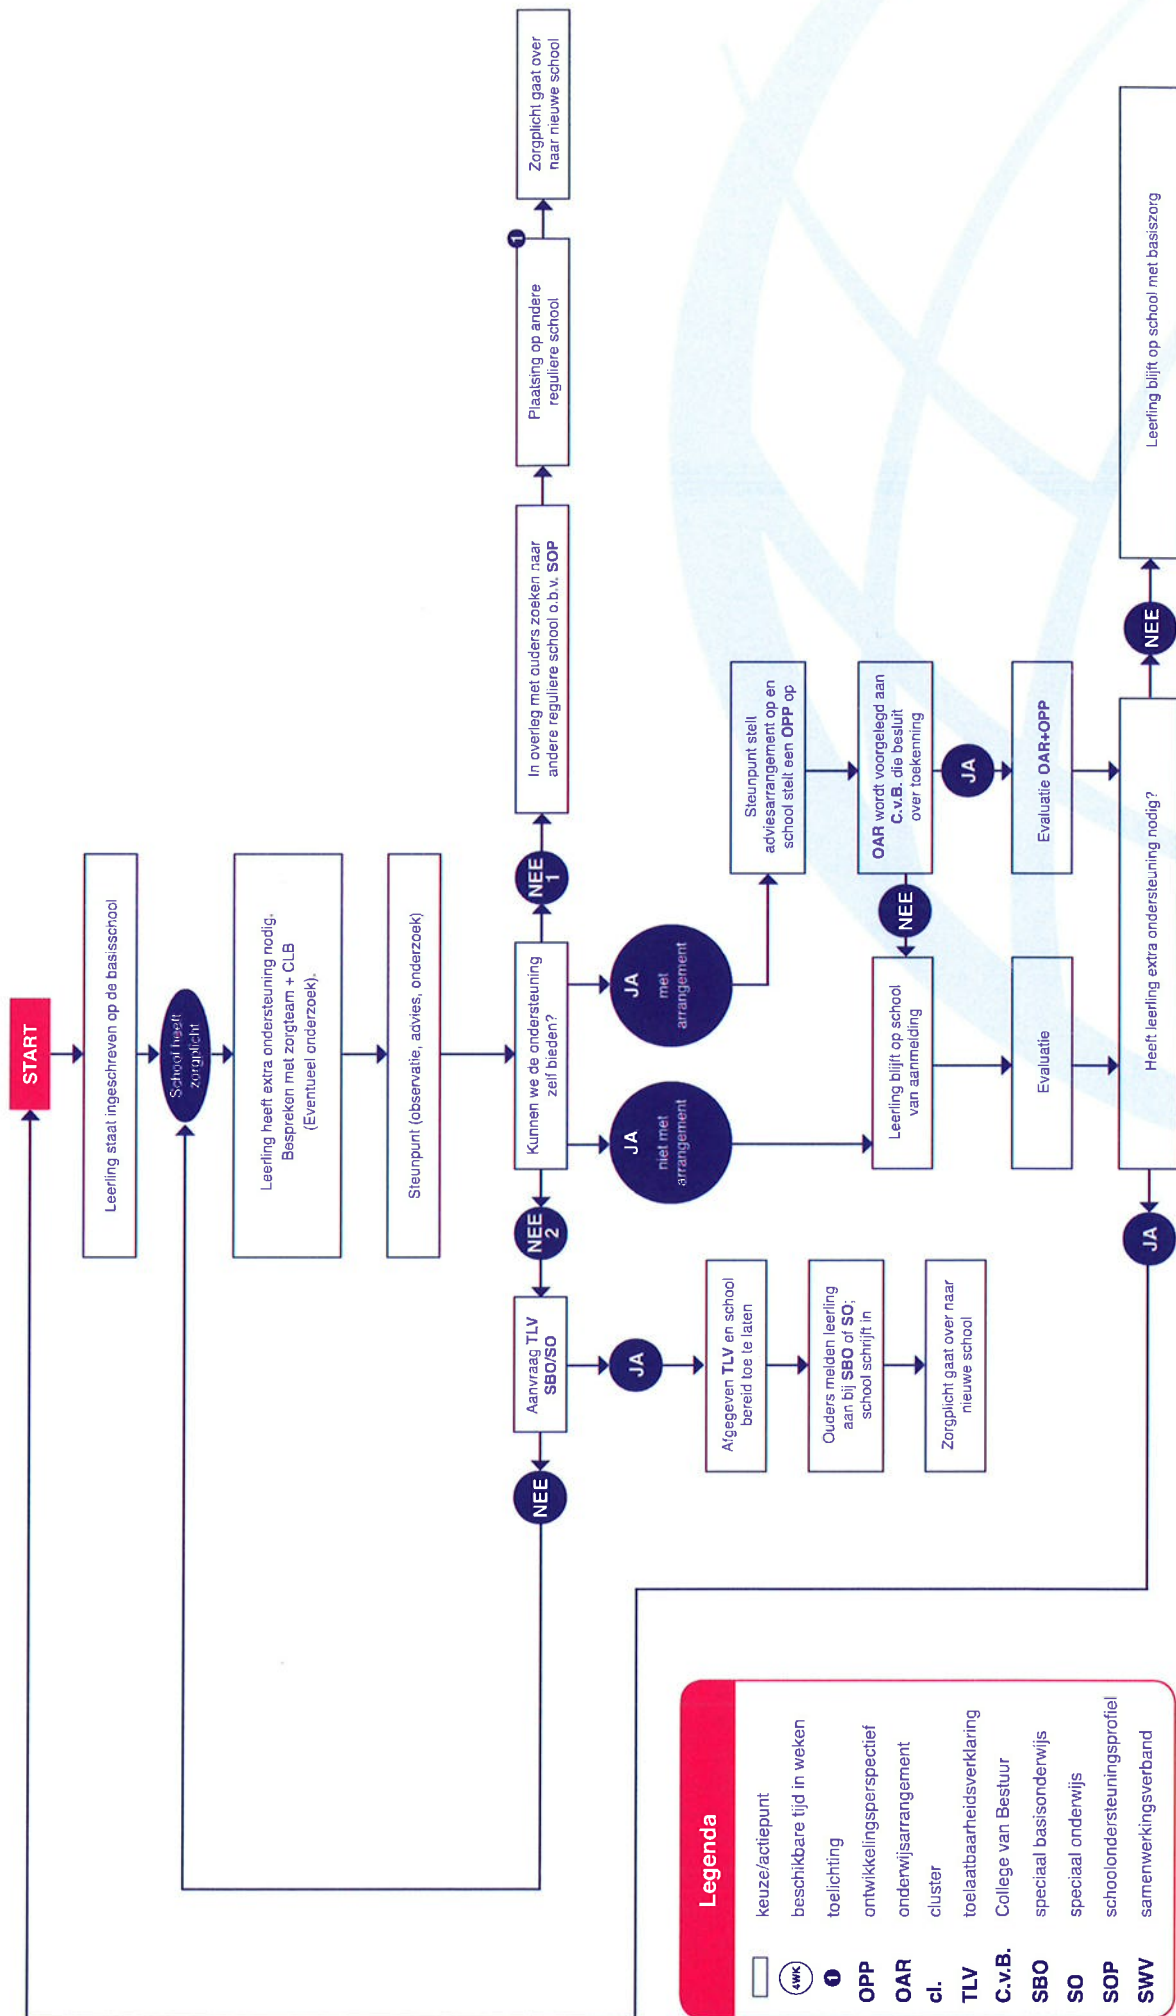 START
Leerling staat ingeschreven op de basisschool
School heeft
zorgplicht
Leerling heeft extra ondersteuning nodig.
Bespreken met zorgteam + CLB
(Eventueel onderzoek).
Steunpunt (observatie, advies, onderzoek)
Kunnen we de ondersteuning
zelf bieden?
NEE
1
In overleg met ouders zoeken naar
andere reguliere school o.b.v. SOP
Plaatsing op andere
reguliere school
1
Zorgplicht gaat over
naar nieuwe school
NEE
2
Aanvraag TLV
SBO/SO
NEE
JA
Afgegeven TLV en school
bereid toe te laten
Ouders melden leerling
aan bij SBO of SO;
school schrijft in
Zorgplicht gaat over naar
nieuwe school
JA
niet met
arrangement
JA
met
arrangement
Steunpunt stelt
adviesarrangement op en
school stelt een OPP op
OAR wordt voorgelegd aan
C.v.B. die besluit
over toekenning
NEE
JA
Leerling blijft op school
van aanmelding
Evaluatie
Evaluatie OAR+OPP
Heeft leerling extra ondersteuning nodig?
JA
NEE
Leerling blijft op school met basiszorg
Legenda
keuze/actiepunt
4WK beschikbare tijd in weken
1 toelichting
OPP ontwikkelingsperspectief
OAR onderwijsarrangement
cl. cluster
TLV toelaatbaarheidsverklaring
C.v.B. College van Bestuur
SBO speciaal basisonderwijs
SO speciaal onderwijs
SOP schoolondersteuningsprofiel
SWV samenwerkingsverband